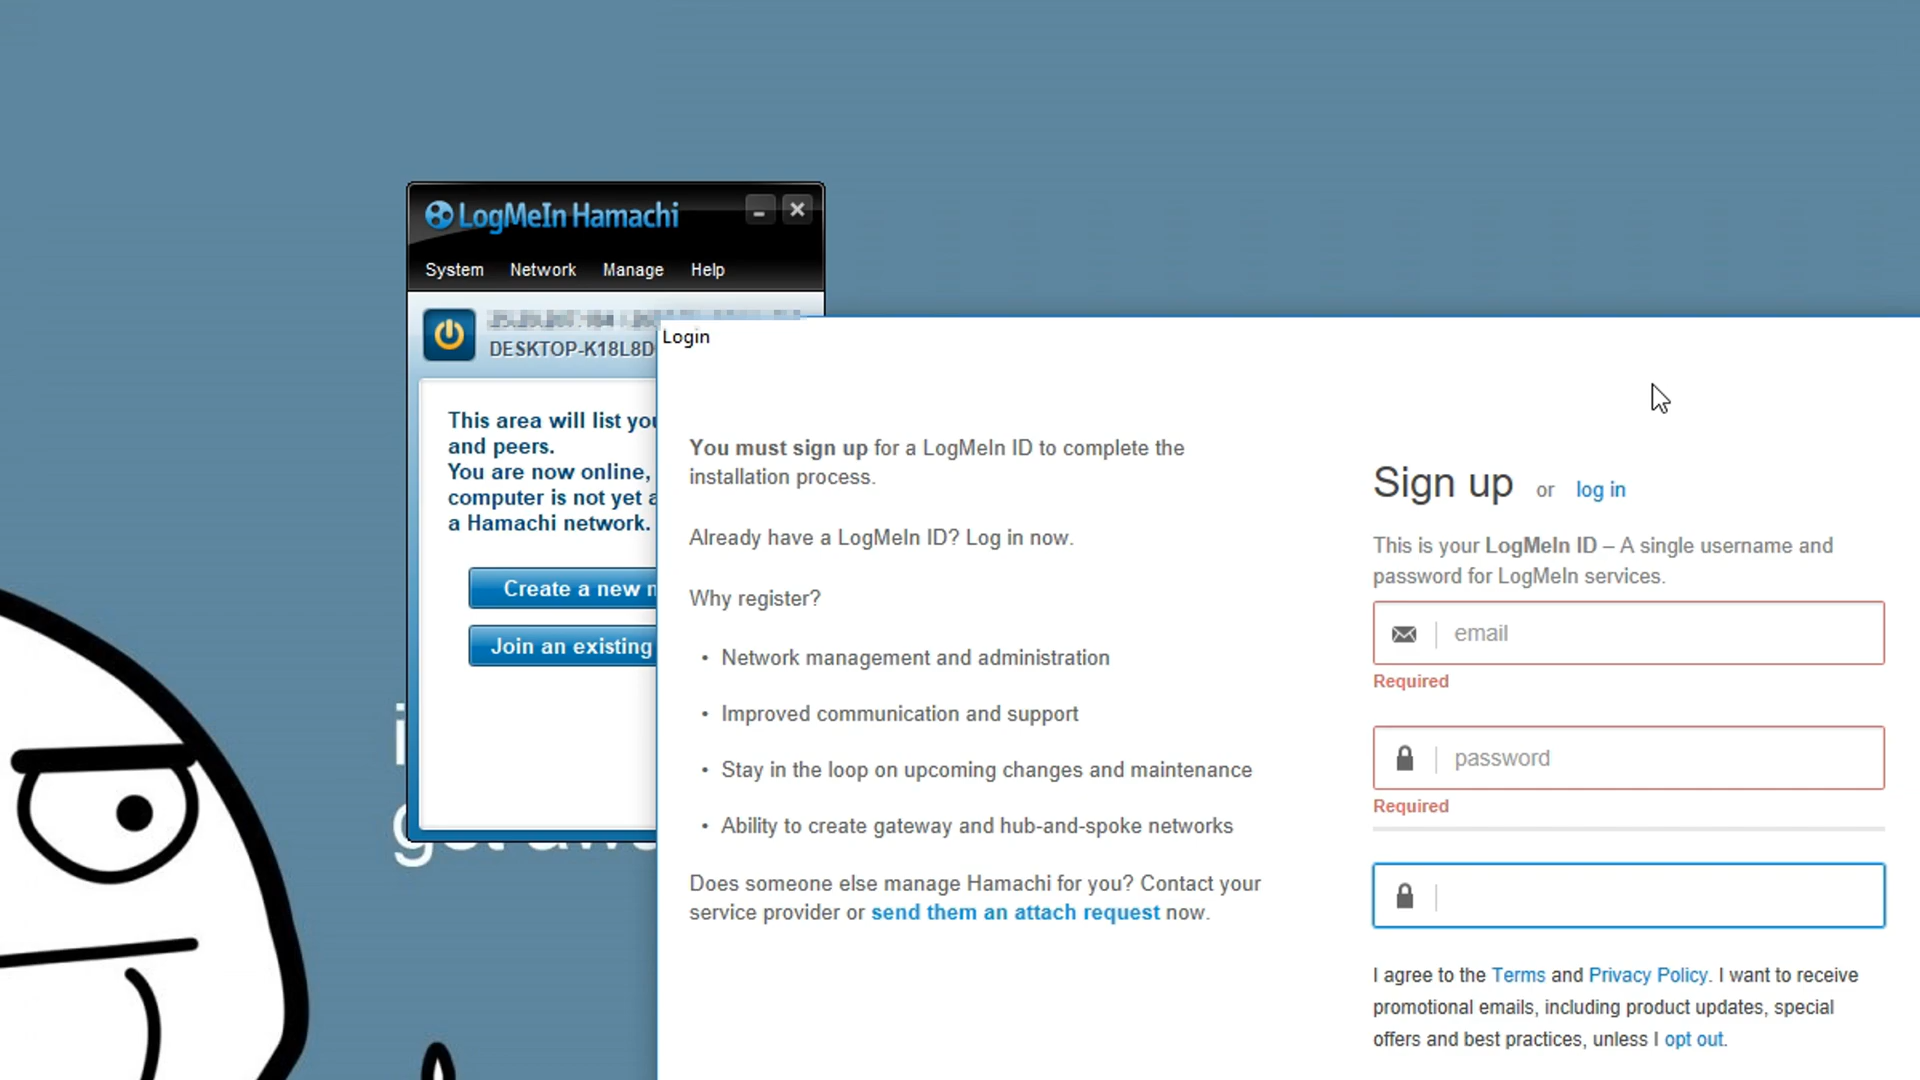 LogMeIn Hamachi
System Network Manage Help
DESKTOP-K18L8D
This area will list
and peers.
You are now online,
computer is not yet
a Hamachi network.
Create a new
Join an existing
Login
You must sign up for a LogMeIn ID to complete the
installation process.
Already have a LogMeIn ID? Log in now.
Why register?
• Network management and administration
• Improved communication and support
• Stay in the loop on upcoming changes and maintenance
• Ability to create gateway and hub-and-spoke networks
Does someone else manage Hamachi for you? Contact your
service provider or send them an attach request now.
Sign up or log in
This is your LogMeIn ID – A single username and
password for LogMeIn services.
email
Required
password
Required
I agree to the Terms and Privacy Policy. I want to receive
promotional emails, including product updates, special
offers and best practices, unless I opt out.